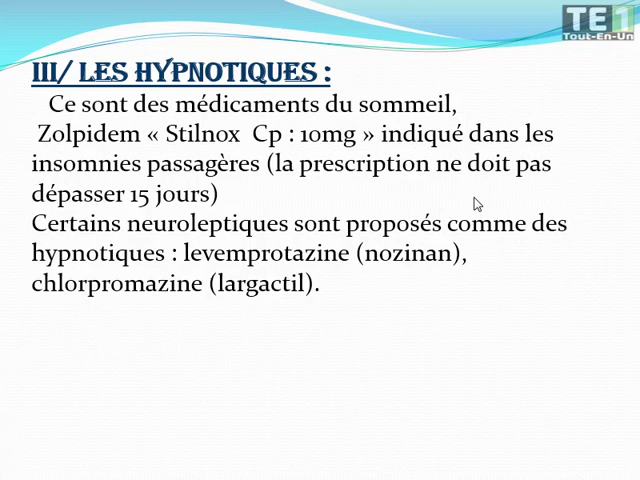 TE1
Tout-En-Un
III/ LES HYPNOTIQUES :
Ce sont des médicaments du sommeil,
Zolpidem « Stilnox Cp : 10mg » indiqué dans les
insomnies passagères (la prescription ne doit pas
dépasser 15 jours)
Certains neuroleptiques sont proposés comme des
hypnotiques : levemprotazine (nozinan),
chlorpromazine (largactil).